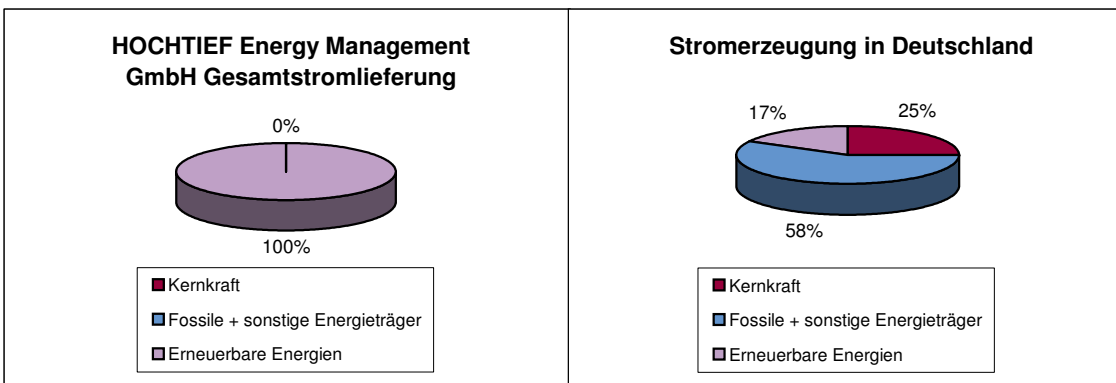 HOCHTIEF Energy Management
GmbH Gesamtstromlieferung
0%
100%
Kernkraft
Fossile + sonstige Energieträger
Erneuerbare Energien
Stromerzeugung in Deutschland
17%
25%
58%
Kernkraft
Fossile + sonstige Energieträger
Erneuerbare Energien